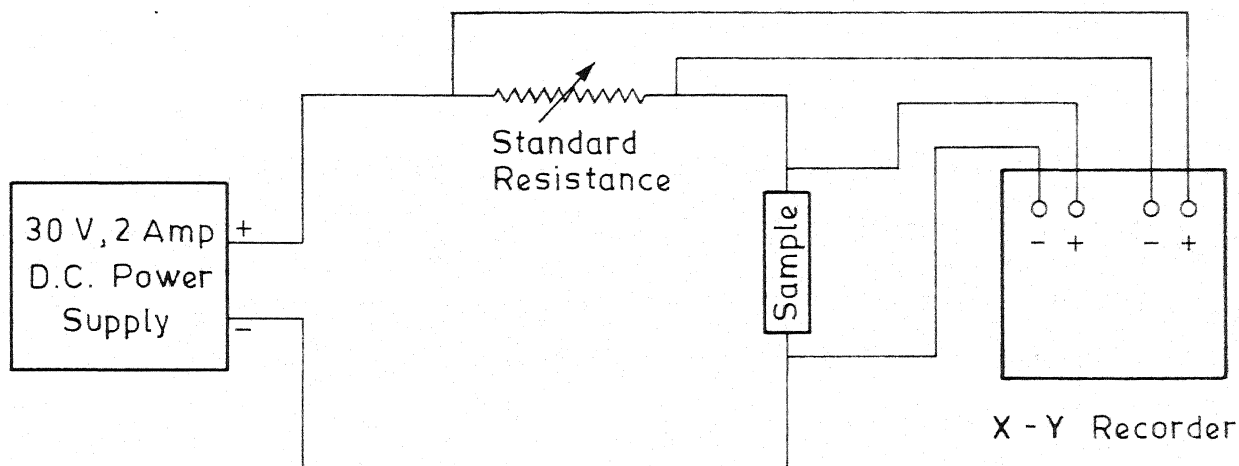 Standard
Resistance
30 V, 2 Amp
D.C. Power
Supply
+
−
Sample
− + − +
X - Y Recorder